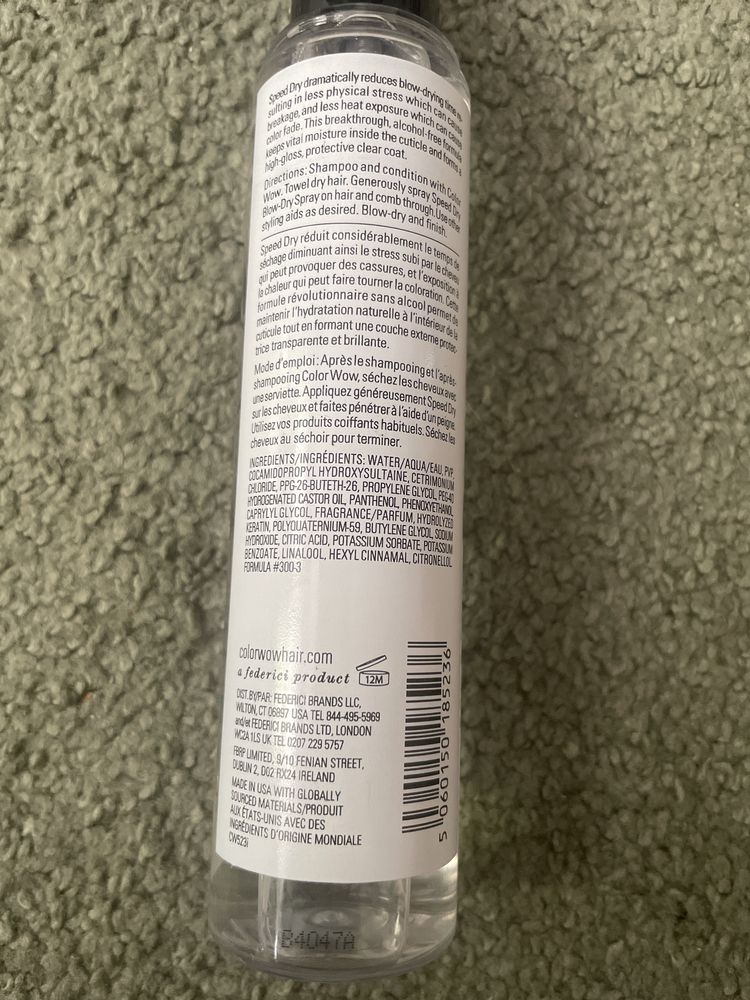 Speed Dry dramatically reduces blow-drying time re-
sulting in less physical stress which can cause
breakage, and less heat exposure which can cause
color fade. This breakthrough, alcohol-free formula
keeps vital moisture inside the cuticle and forms a
high-gloss, protective clear coat.
Directions: Shampoo and condition with Color
Wow. Towel dry hair. Generously spray Speed Dry
Blow-Dry Spray on hair and comb through. Use other
styling aids as desired. Blow-dry and finish.
Speed Dry réduit considérablement le temps de
séchage diminuant ainsi le stress subi par le cheveu
qui peut provoquer des cassures, et l'exposition à
la chaleur qui peut faire tourner la coloration. Cette
formule révolutionnaire sans alcool permet de
maintenir l'hydratation naturelle à l'intérieur de la
cuticule tout en formant une couche externe protec-
trice transparente et brillante.
Mode d'emploi: Après le shampooing et l'après-
shampooing Color Wow, séchez les cheveux avec
une serviette. Appliquez généreusement Speed Dry
sur les cheveux et faites pénétrer à l'aide d'un peigne.
Utilisez vos produits coiffants habituels. Séchez les
cheveux au séchoir pour terminer.
INGREDIENTS/INGRÉDIENTS: WATER/AQUA/EAU, PVP,
COCAMIDOPROPYL HYDROXYSULTAINE, CETRIMONIUM
CHLORIDE, PPG-26-BUTETH-26, PROPYLENE GLYCOL, PEG-40
HYDROGENATED CASTOR OIL, PANTHENOL, PHENOXYETHANOL,
CAPRYLYL GLYCOL, FRAGRANCE/PARFUM, HYDROLYZED
KERATIN, POLYQUATERNIUM-59, BUTYLENE GLYCOL, SODIUM
HYDROXIDE, CITRIC ACID, POTASSIUM SORBATE, POTASSIUM
BENZOATE, LINALOOL, HEXYL CINNAMAL, CITRONELLOL
FORMULA #300-3
colorwowhair.com
a federici product
12M
DIST. BY/PAR: FEDERICI BRANDS LLC,
WILTON, CT 06897 USA TEL 844-495-5969
and/et FEDERICI BRANDS LTD, LONDON
WC2A 1LS UK TEL 0207 229 5757
FBRP LIMITED, 9/10 FENIAN STREET,
DUBLIN 2, D02 RX24 IRELAND
MADE IN USA WITH GLOBALLY
SOURCED MATERIALS/PRODUIT
AUX ÉTATS-UNIS AVEC DES
INGRÉDIENTS D'ORIGINE MONDIALE
CW523i
5 060150 185236
B4047A